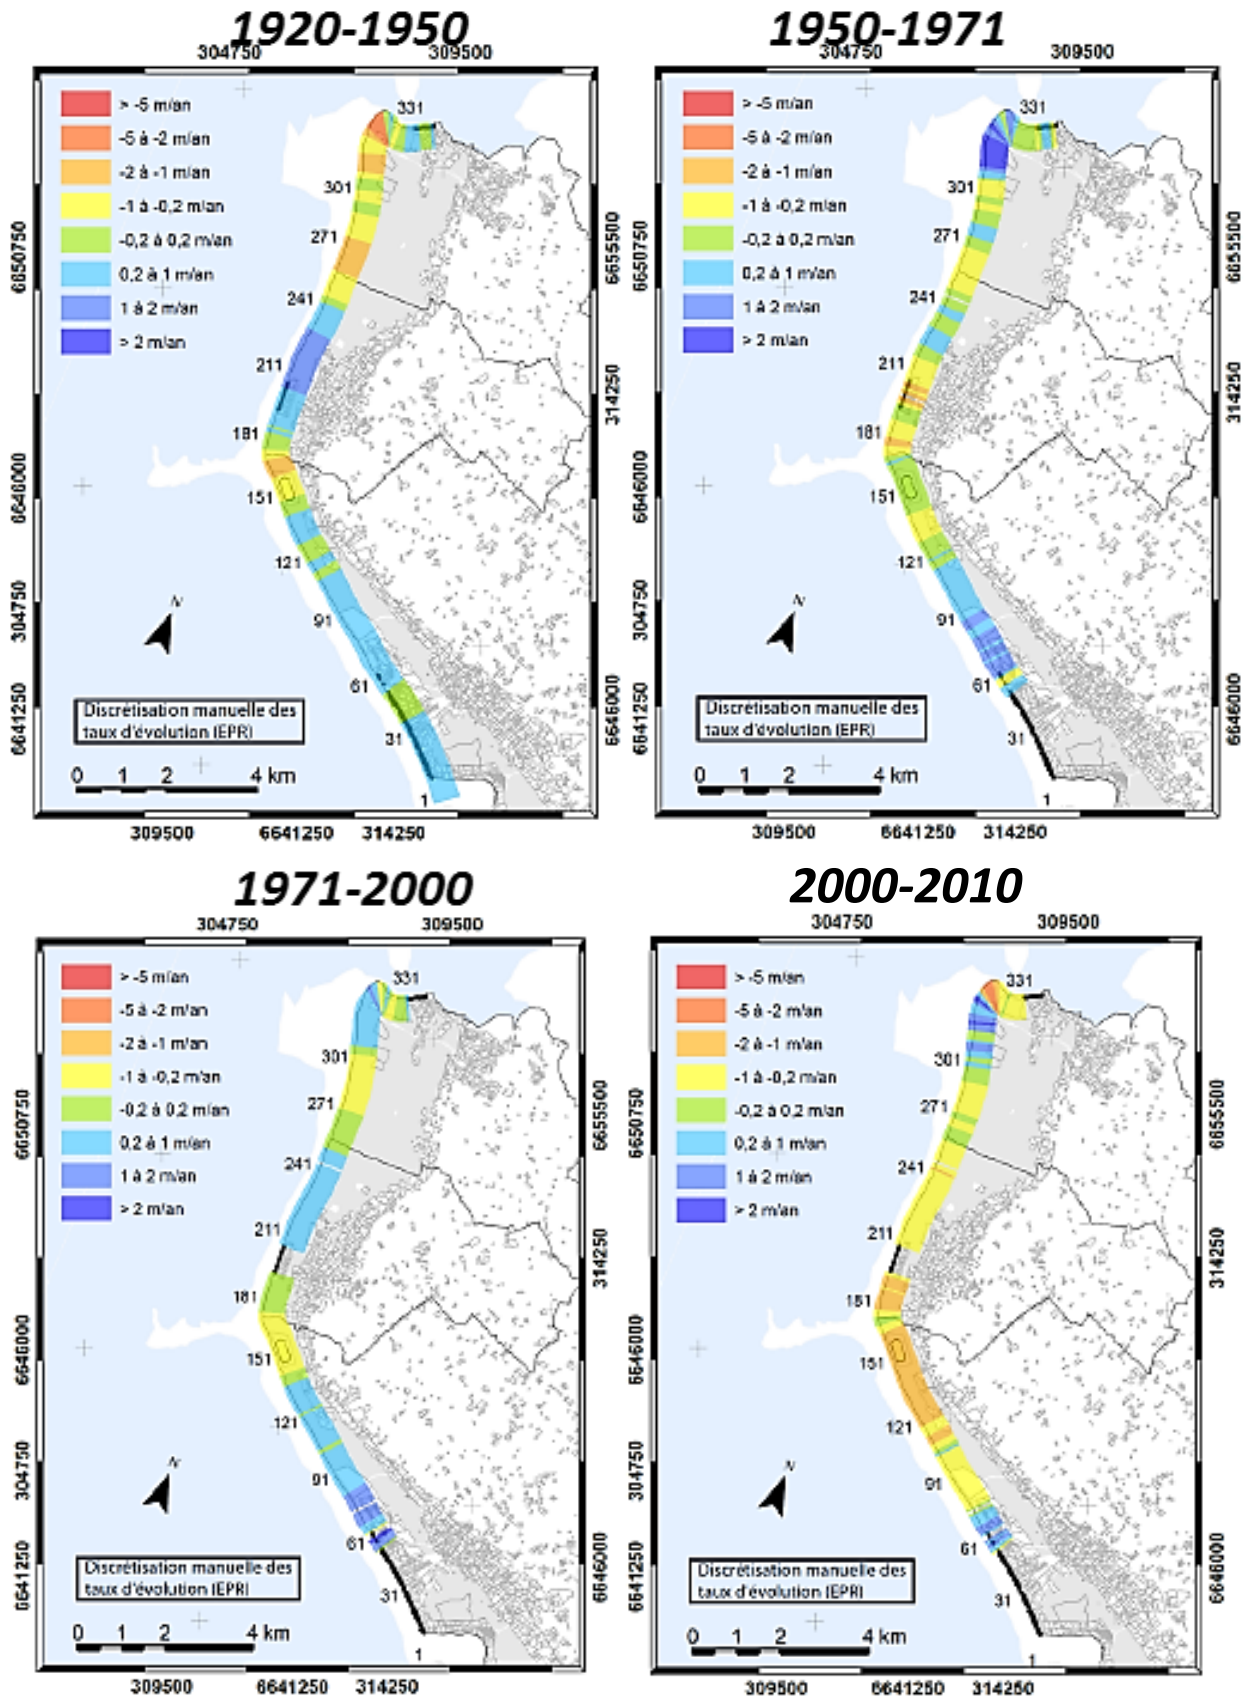 1920-1950
304750 309500
> -5 m/an
-5 à -2 m/an
-2 à -1 m/an
-1 à -0,2 m/an
-0,2 à 0,2 m/an
0,2 à 1 m/an
1 à 2 m/an
> 2 m/an
331
301
271
241
211
181
151
121
91
61
31
1
6650750
6646000
304750
6641250
6655500
314250
6646000
N
Discrétisation manuelle des
taux d'évolution (EPR)
0 1 2 4 km
309500 6641250 314250
1950-1971
304750 309500
> -5 m/an
-5 à -2 m/an
-2 à -1 m/an
-1 à -0,2 m/an
-0,2 à 0,2 m/an
0,2 à 1 m/an
1 à 2 m/an
> 2 m/an
331
301
271
241
211
181
151
121
91
61
31
1
6650750
6646000
304750
6641250
6655500
314250
6646000
N
Discrétisation manuelle des
taux d'évolution (EPR)
0 1 2 4 km
309500 6641250 314250
1971-2000
304750 309500
> -5 m/an
-5 à -2 m/an
-2 à -1 m/an
-1 à -0,2 m/an
-0,2 à 0,2 m/an
0,2 à 1 m/an
1 à 2 m/an
> 2 m/an
331
301
271
241
211
181
151
121
91
61
31
1
6650750
6646000
304750
6641250
6655500
314250
6646000
N
Discrétisation manuelle des
taux d'évolution (EPR)
0 1 2 4 km
309500 6641250 314250
2000-2010
304750 309500
> -5 m/an
-5 à -2 m/an
-2 à -1 m/an
-1 à -0,2 m/an
-0,2 à 0,2 m/an
0,2 à 1 m/an
1 à 2 m/an
> 2 m/an
331
301
271
241
211
181
151
121
91
61
31
1
6650750
6646000
304750
6641250
6655500
314250
6646000
N
Discrétisation manuelle des
taux d'évolution (EPR)
0 1 2 4 km
309500 6641250 314250